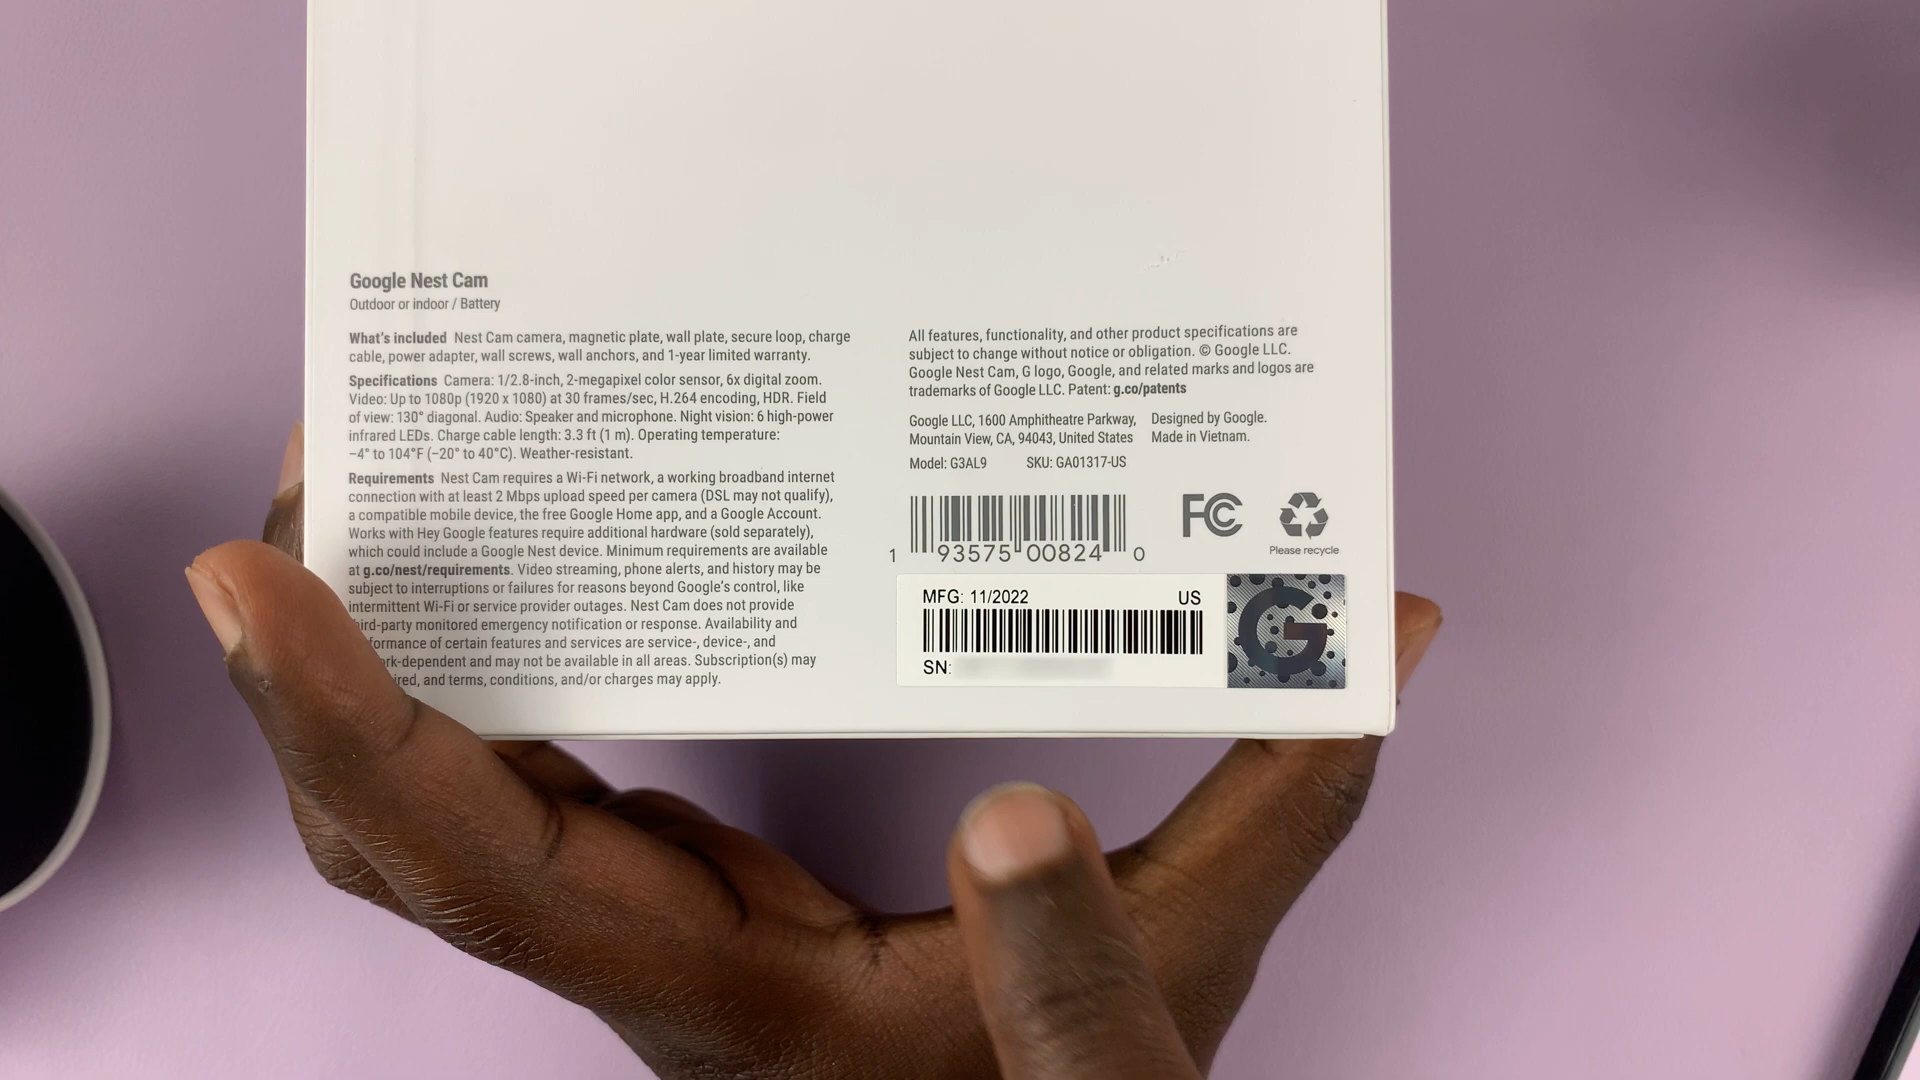 Google Nest Cam
Outdoor or indoor / Battery
What's included Nest Cam camera, magnetic plate, wall plate, secure loop, charge
cable, power adapter, wall screws, wall anchors, and 1-year limited warranty.
Specifications Camera: 1/2.8-inch, 2-megapixel color sensor, 6x digital zoom.
Video: Up to 1080p (1920 x 1080) at 30 frames/sec, H.264 encoding, HDR. Field
of view: 130° diagonal. Audio: Speaker and microphone. Night vision: 6 high-power
infrared LEDs. Charge cable length: 3.3 ft (1 m). Operating temperature:
−4° to 104°F (−20° to 40°C). Weather-resistant.
Requirements Nest Cam requires a Wi-Fi network, a working broadband internet
connection with at least 2 Mbps upload speed per camera (DSL may not qualify),
a compatible mobile device, the free Google Home app, and a Google Account.
Works with Hey Google features require additional hardware (sold separately),
which could include a Google Nest device. Minimum requirements are available
at g.co/nest/requirements. Video streaming, phone alerts, and history may be
subject to interruptions or failures for reasons beyond Google's control, like
intermittent Wi-Fi or service provider outages. Nest Cam does not provide
third-party monitored emergency notification or response. Availability and
of certain features and services are service-, device-, and
and may not be available in all areas. Subscription(s) may
and terms, conditions, and/or charges may apply.
All features, functionality, and other product specifications are
subject to change without notice or obligation. © Google LLC.
Google Nest Cam, G logo, Google, and related marks and logos are
trademarks of Google LLC. Patent: g.co/patents
Google LLC, 1600 Amphitheatre Parkway,
Mountain View, CA, 94043, United States
Designed by Google.
Made in Vietnam.
Model: G3AL9 SKU: GA01317-US
1 93575 00824 0
FC
Please recycle
MFG: 11/2022 US
SN:
G